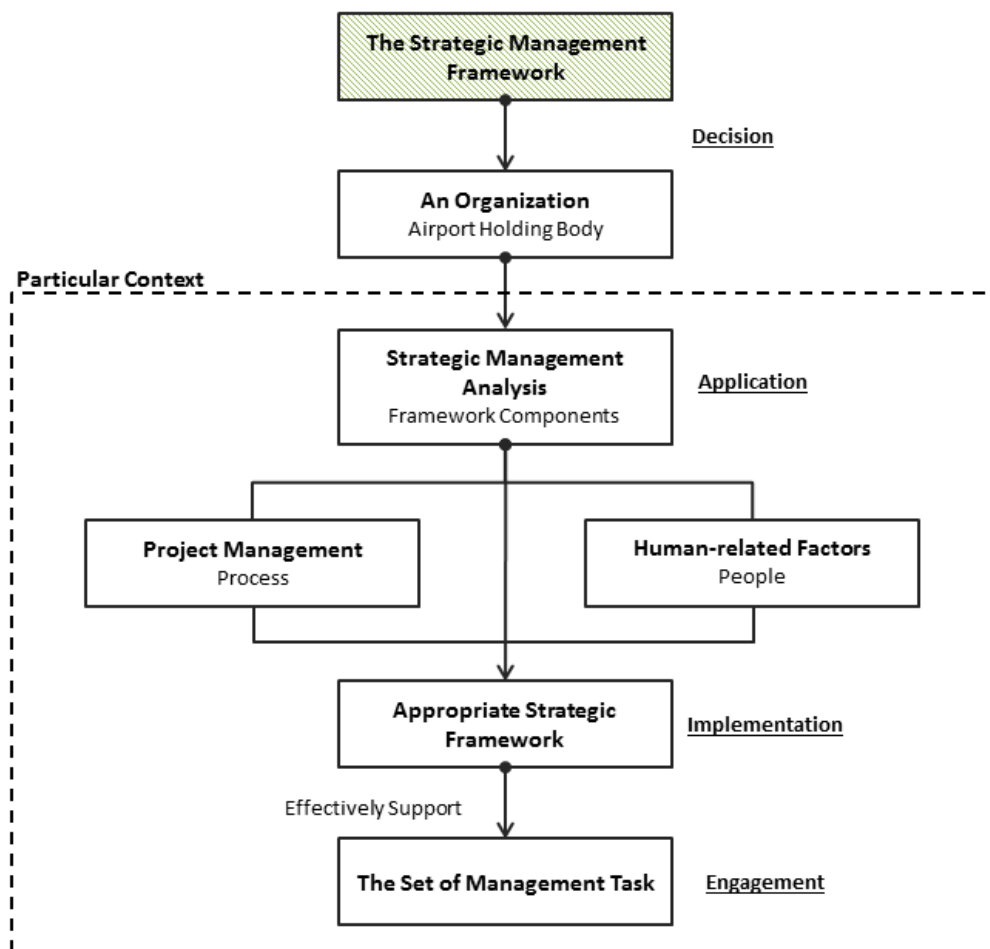 The Strategic Management
Framework
Decision
An Organization
Airport Holding Body
Particular Context
Strategic Management
Analysis
Framework Components
Application
Project Management
Process
Human-related Factors
People
Appropriate Strategic
Framework
Implementation
Effectively Support
The Set of Management Task
Engagement